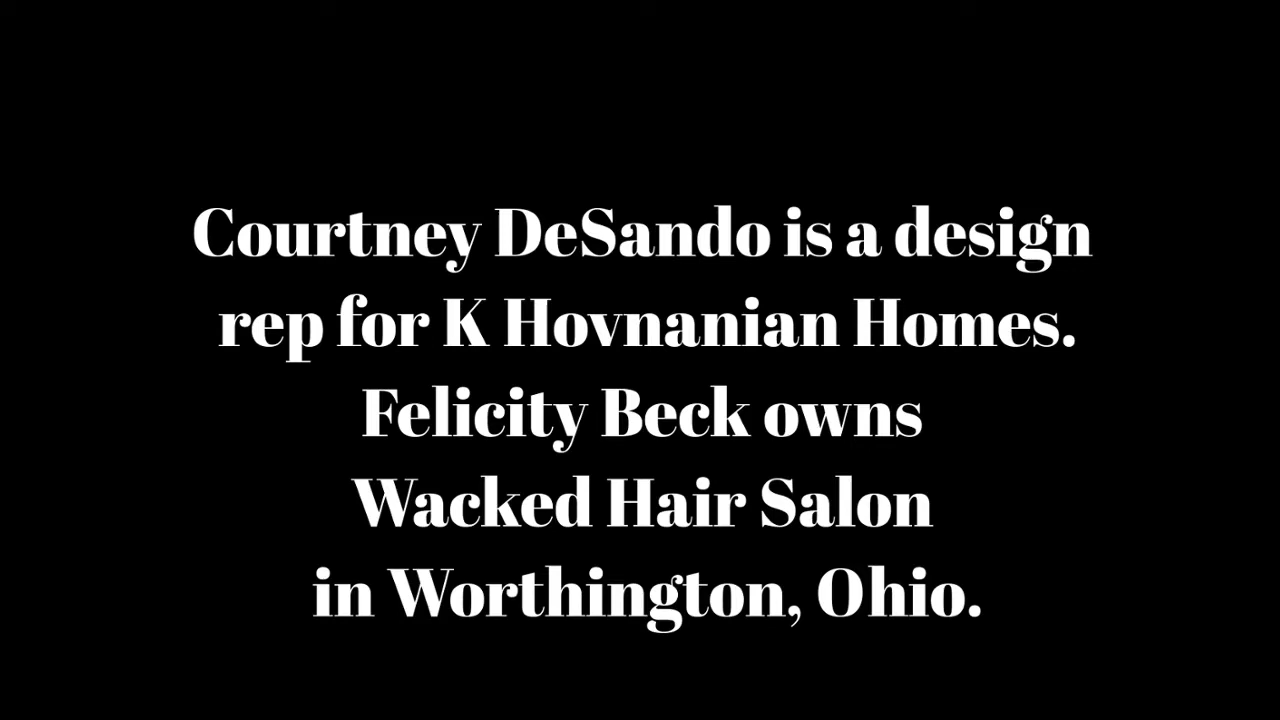 Courtney DeSando is a design
rep for K Hovnanian Homes.
Felicity Beck owns
Wacked Hair Salon
in Worthington, Ohio.